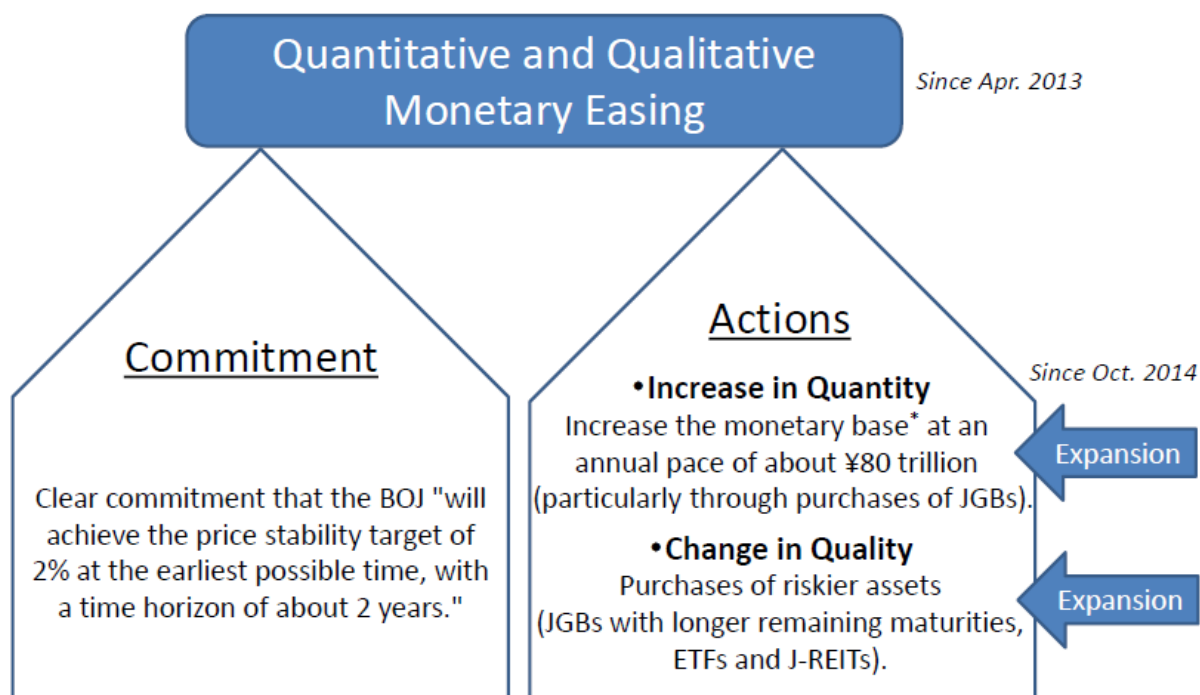 Quantitative and Qualitative
Monetary Easing
Since Apr. 2013
Commitment
Clear commitment that the BOJ "will
achieve the price stability target of
2% at the earliest possible time, with
a time horizon of about 2 years."
Actions
Since Oct. 2014
•Increase in Quantity
Increase the monetary base* at an
annual pace of about ¥80 trillion
(particularly through purchases of JGBs).
Expansion
•Change in Quality
Purchases of riskier assets
(JGBs with longer remaining maturities,
ETFs and J-REITs).
Expansion